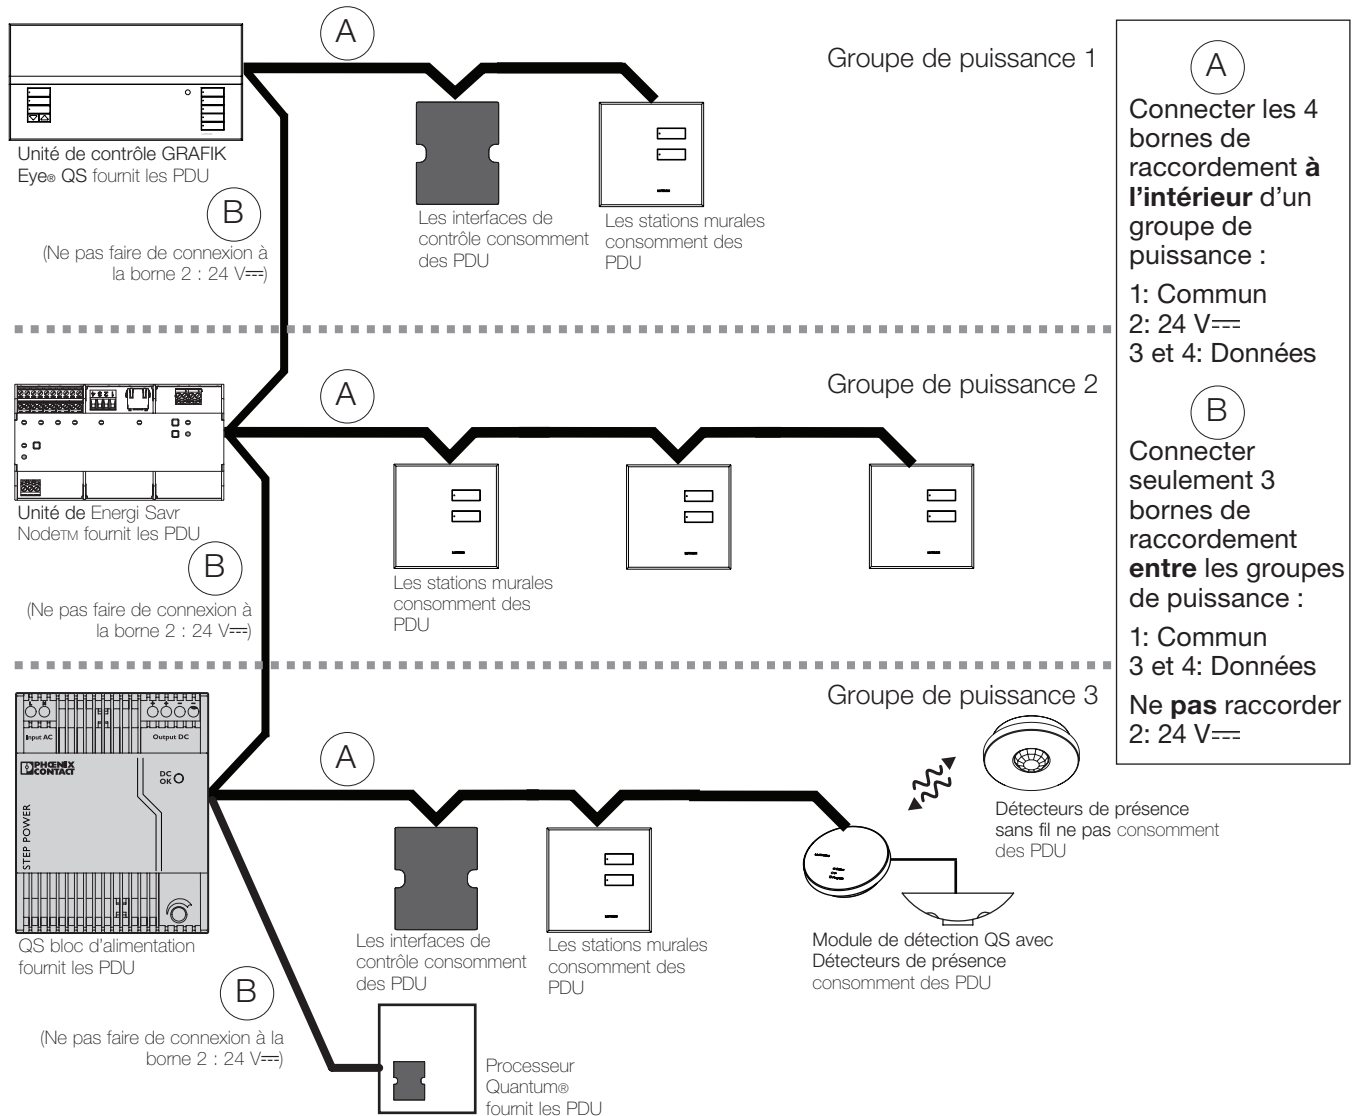 A
Groupe de puissance 1
Unité de contrôle GRAFIK
Eye® QS fournit les PDU
B
(Ne pas faire de connexion à
la borne 2 : 24 V⎓)
Les interfaces de
contrôle consomment
des PDU
Les stations murales
consomment des
PDU
Groupe de puissance 2
A
Unité de Energi Savr
Node™ fournit les PDU
B
(Ne pas faire de connexion à
la borne 2 : 24 V⎓)
Les stations murales
consomment des
PDU
Groupe de puissance 3
Input AC
Output DC
PHŒNIX
CONTACT
DC
OK
STEP POWER
A
QS bloc d'alimentation
fournit les PDU
Les interfaces de
contrôle consomment
des PDU
Les stations murales
consomment des
PDU
Détecteurs de présence
sans fil ne pas consomment
des PDU
Module de détection QS avec
Détecteurs de présence
consomment des PDU
B
(Ne pas faire de connexion à la
borne 2 : 24 V⎓)
Processeur
Quantum®
fournit les PDU
A
Connecter les 4
bornes de
raccordement à
l'intérieur d'un
groupe de
puissance :
1: Commun
2: 24 V⎓
3 et 4: Données
B
Connecter
seulement 3
bornes de
raccordement
entre les groupes
de puissance :
1: Commun
3 et 4: Données
Ne pas raccorder
2: 24 V⎓